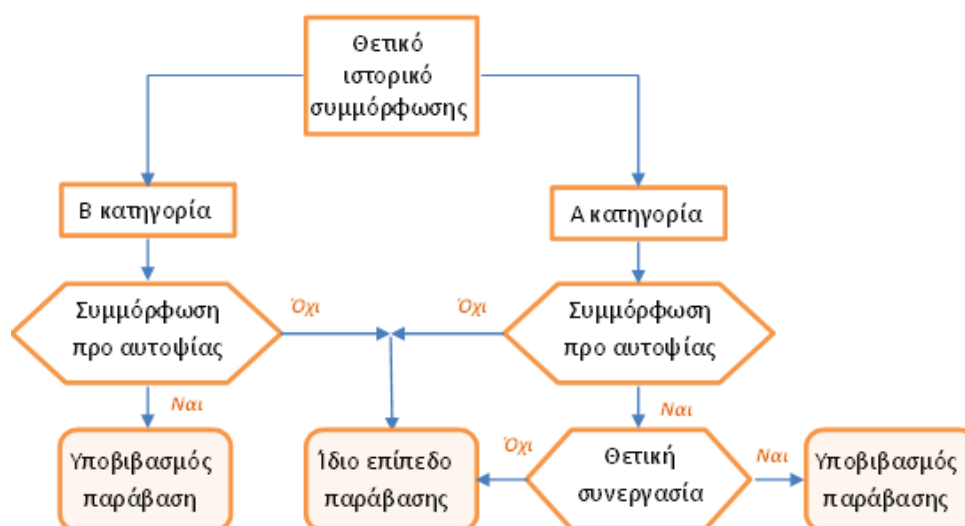 Θετικό
ιστορικό
συμμόρφωσης
Β κατηγορία
Α κατηγορία
Συμμόρφωση
προ αυτοψίας
Όχι
Όχι
Συμμόρφωση
προ αυτοψίας
Ναι
Ναι
Υποβιβασμός
παράβαση
Ίδιο επίπεδο
παράβασης
Όχι
Θετική
συνεργασία
Ναι
Υποβιβασμός
παράβασης